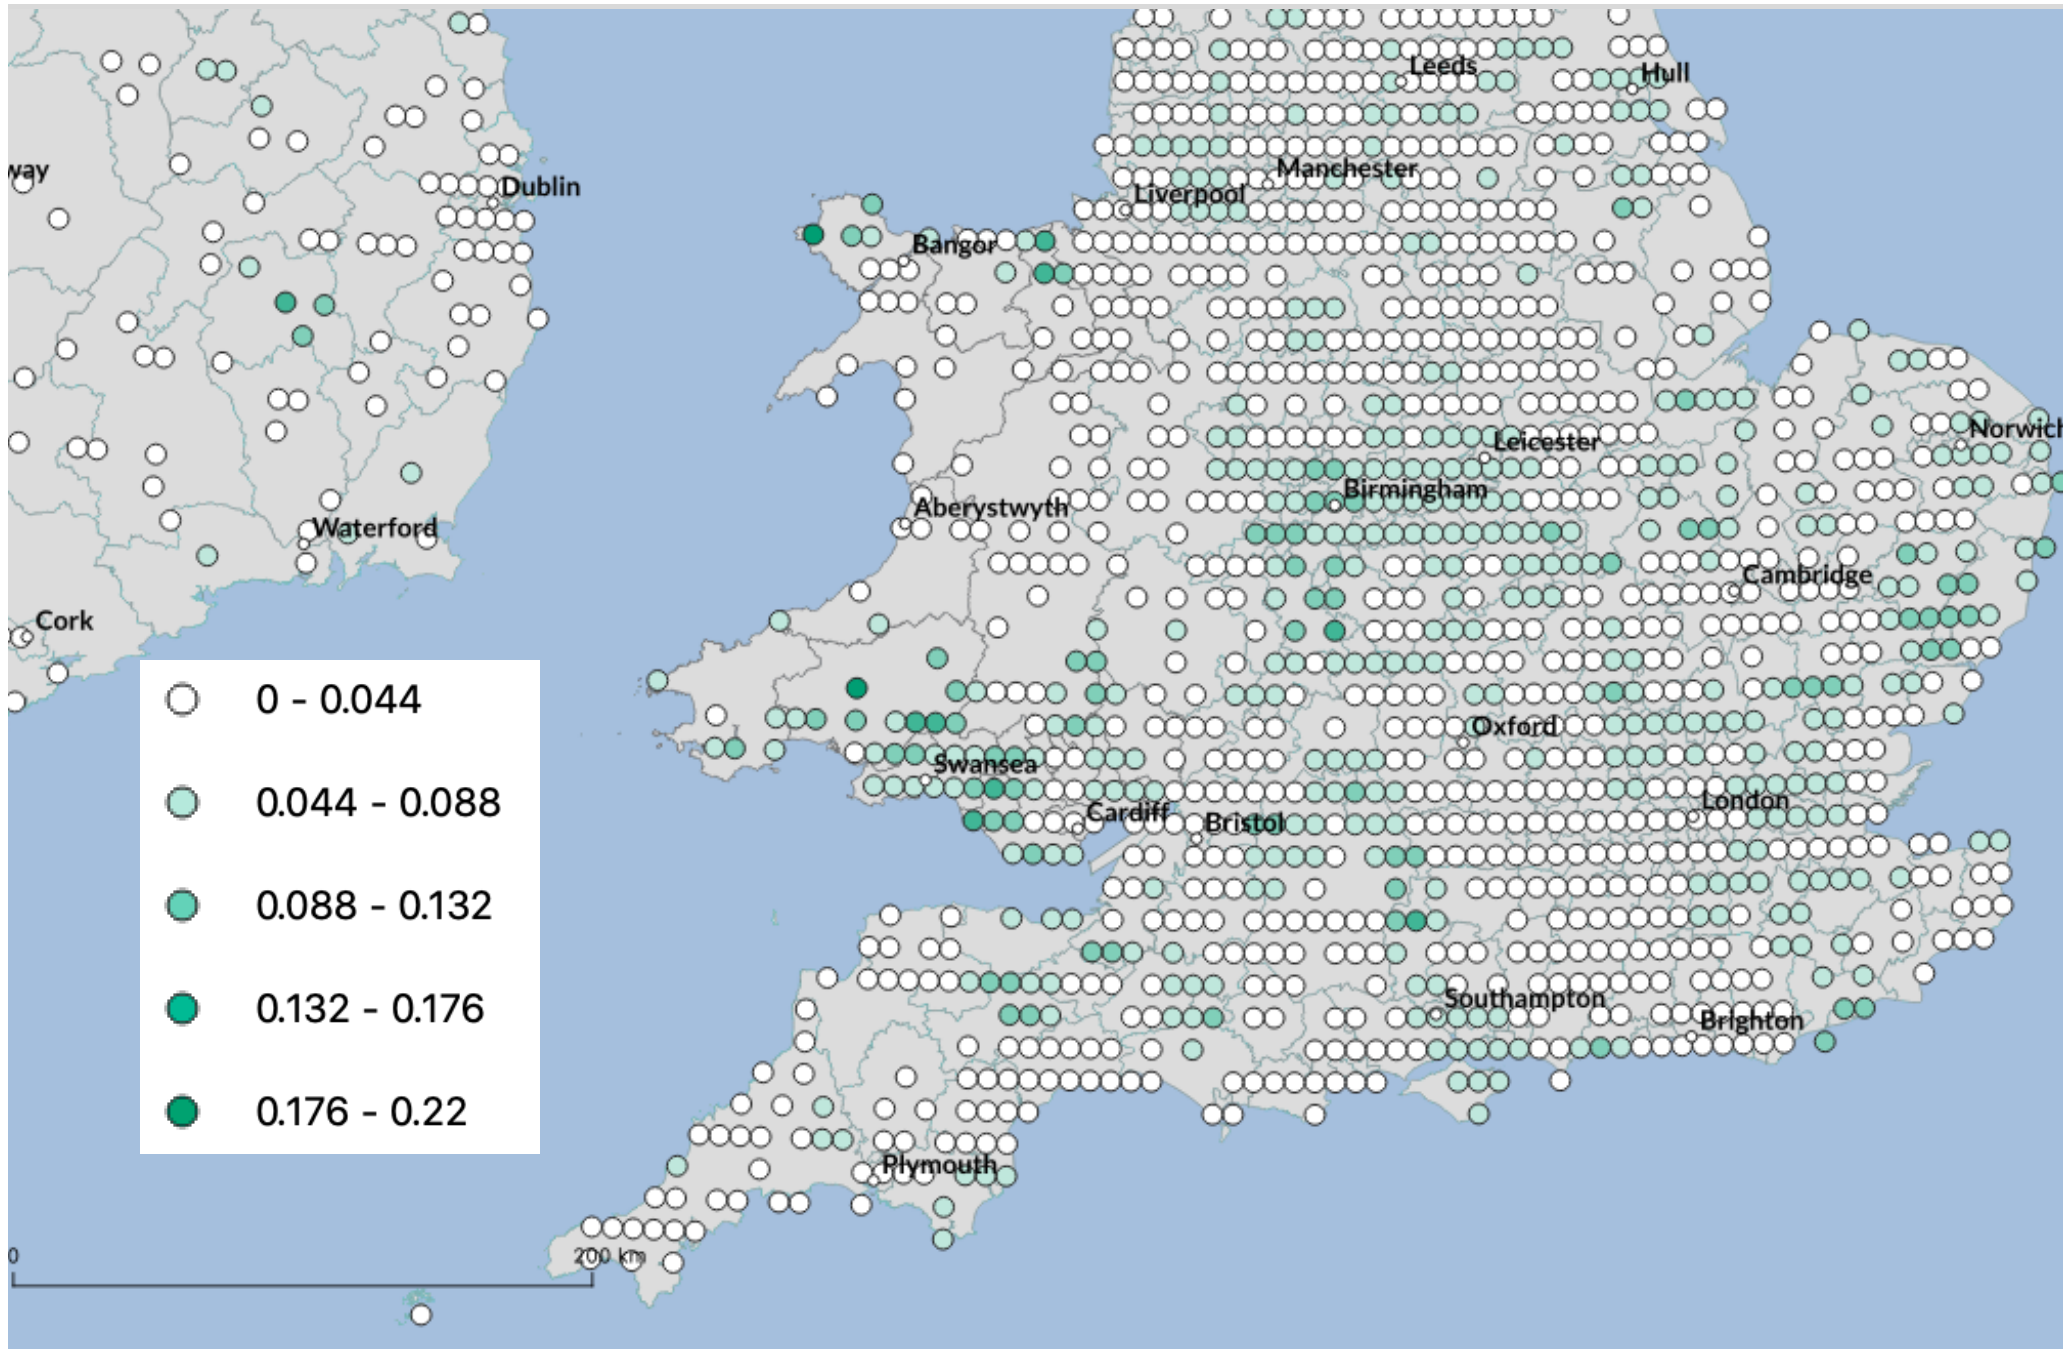 Leeds
Hull
Manchester
way
Dublin
Liverpool
Bangor
Norwich
Leicester
Birmingham
Aberystwyth
Waterford
Cambridge
Cork
0 - 0.044
Oxford
Swansea
0.044 - 0.088
London
Cardiff
Bristol
0.088 - 0.132
0.132 - 0.176
Southampton
Brighton
0.176 - 0.22
Plymouth
0 200 km